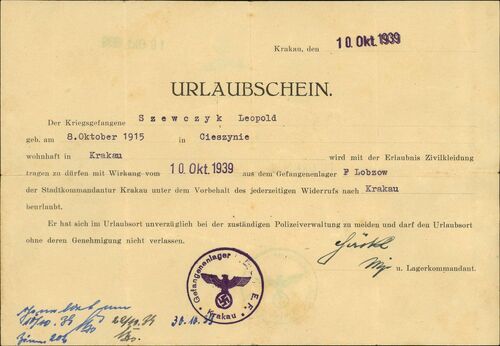 Krakau, den 10. Okt. 1939
URLAUBSCHEIN.
Der Kriegsgefangene Szewczyk Leopold
geb. am 8.Oktober 1915 in Cieszynie
wohnhaft in Krakau wird mit der Erlaubnis Zivilkleidung
tragen zu dürfen mit Wirkung vom 10. Okt. 1939 aus dem Gefangenenlager F Lobzow
der Stadtkommandantur Krakau unter dem Vorbehalt des jederzeitigen Widerrufs nach Krakau
beurlaubt.
Er hat sich im Urlaubsort unverzüglich bei der zuständigen Polizeiverwaltung zu meiden und darf den Urlaubsort
ohne deren Genehmigung nicht verlassen.
u. Lagerkommandant.
Gefangenenlager E. F.
Krakau